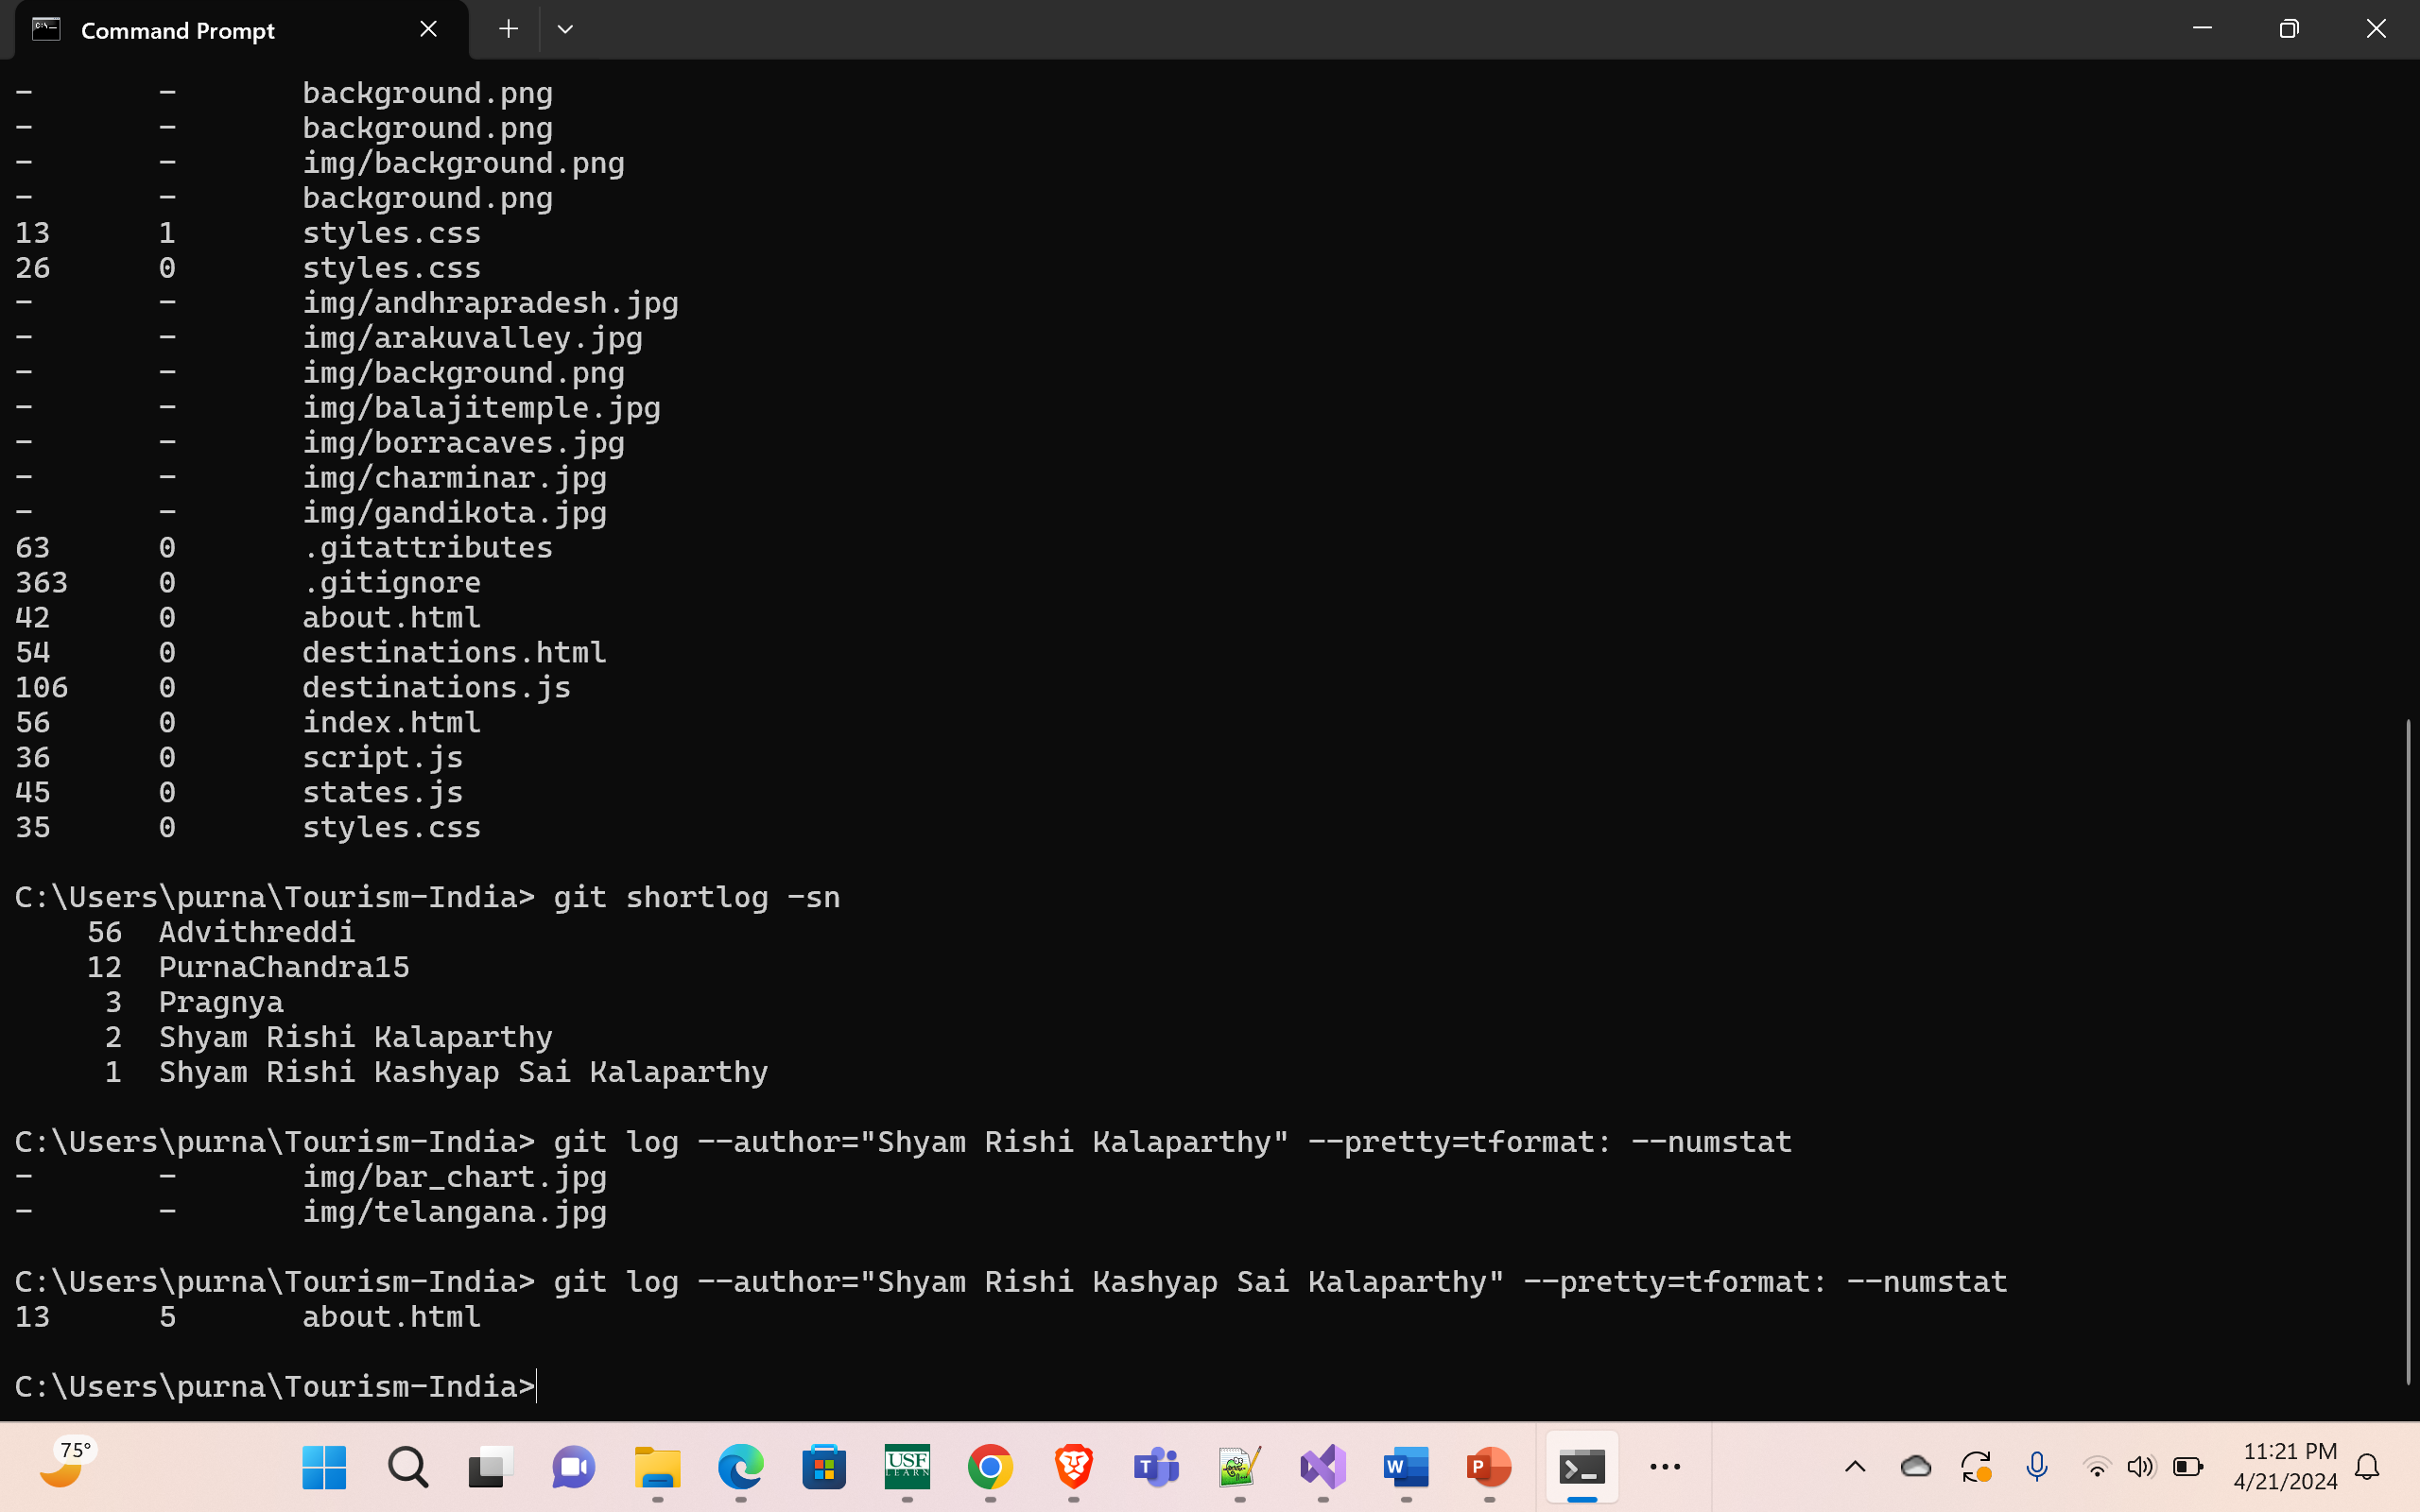 Command Prompt
- - background.png
- - background.png
- - img/background.png
- - background.png
13 1 styles.css
26 0 styles.css
- - img/andhrapradesh.jpg
- - img/arakuvalley.jpg
- - img/background.png
- - img/balajitemple.jpg
- - img/borracaves.jpg
- - img/charminar.jpg
- - img/gandikota.jpg
63 0 .gitattributes
363 0 .gitignore
42 0 about.html
54 0 destinations.html
106 0 destinations.js
56 0 index.html
36 0 script.js
45 0 states.js
35 0 styles.css
C:\Users\purna\Tourism-India> git shortlog -sn
56 Advithreddi
12 PurnaChandra15
3 Pragnya
2 Shyam Rishi Kalaparthy
1 Shyam Rishi Kashyap Sai Kalaparthy
C:\Users\purna\Tourism-India> git log --author="Shyam Rishi Kalaparthy" --pretty=tformat: --numstat
- - img/bar_chart.jpg
- - img/telangana.jpg
C:\Users\purna\Tourism-India> git log --author="Shyam Rishi Kashyap Sai Kalaparthy" --pretty=tformat: --numstat
13 5 about.html
C:\Users\purna\Tourism-India>
75°
USF
LEARN
T
W
P
11:21 PM
4/21/2024